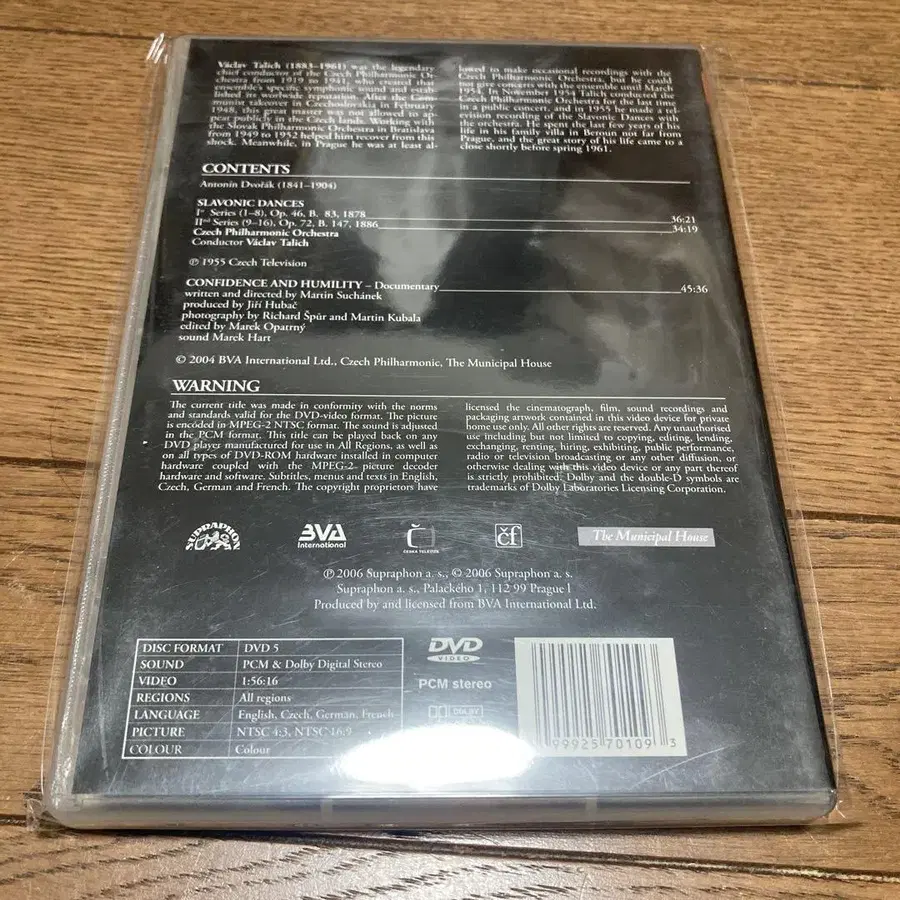 Václav Talich (1883–1961) was the legendary
chief conductor of the Czech Philharmonic Or-
chestra from 1919 to 1941, who created that
ensemble's specific symphonic sound and estab-
lished its worlwide reputation. After the Com-
munist takeover in Czechoslovakia in February
1948, this great master was not allowed to ap-
pear publicly in the Czech lands. Working with
the Slovak Philharmonic Orchestra in Bratislava
from 1949 to 1952 helped him recover from this
shock. Meanwhile, in Prague he was at least al-
lowed to make occasional recordings with the
Czech Philharmonic Orchestra, but he could
not give concerts with the ensemble until March
1954. In November 1954 Talich conducted the
Czech Philharmonic Orchestra for the last time
in a public concert, and in 1955 he made a tel-
evision recording of the Slavonic Dances with
the orchestra. He spent the last few years of his
life in his family villa in Beroun not far from
Prague, and the great story of his life came to a
close shortly before spring 1961.
CONTENTS
Antonín Dvořák (1841–1904)
SLAVONIC DANCES
Ist Series (1–8), Op. 46, B. 83, 1878 36:21
IInd Series (9–16), Op. 72, B. 147, 1886 34:19
Czech Philharmonic Orchestra
Conductor Václav Talich
℗ 1955 Czech Television
CONFIDENCE AND HUMILITY – Documentary 45:36
written and directed by Martin Suchánek
produced by Jiří Hubač
photography by Richard Špůr and Martin Kubala
edited by Marek Opatrný
sound Marek Hart
© 2004 BVA International Ltd., Czech Philharmonic, The Municipal House
WARNING
The current title was made in conformity with the norms
and standards valid for the DVD-video format. The picture
is encoded in MPEG-2 NTSC format. The sound is adjusted
in the PCM format. This title can be played back on any
DVD player manufactured for use in All Regions, as well as
on all types of DVD-ROM hardware installed in computer
hardware coupled with the MPEG-2 picture decoder
hardware and software. Subtitles, menus and texts in English,
Czech, German and French. The copyright proprietors have
licensed the cinematograph, film, sound recordings and
packaging artwork contained in this video device for private
home use only. All other rights are reserved. Any unauthorised
use including but not limited to copying, editing, lending,
exchanging, renting, hiring, exhibiting, public performance,
radio or television broadcasting or any other diffusion, or
otherwise dealing with this video device or any part thereof
is strictly prohibited. Dolby and the double-D symbols are
trademarks of Dolby Laboratories Licensing Corporation.
SUPRAPHON
BVA
International
ČESKÁ TELEVIZE
čf
The Municipal House
℗ 2006 Supraphon a. s., © 2006 Supraphon a. s.
Supraphon a. s., Palackého 1, 112 99 Prague 1
Produced by and licensed from BVA International Ltd.
DISC FORMAT DVD 5
SOUND PCM & Dolby Digital Stereo
VIDEO 1:56:16
REGIONS All regions
LANGUAGE English, Czech, German, French
PICTURE NTSC 4:3, NTSC 16:9
COLOUR Colour
DVD
VIDEO
PCM stereo
DOLBY
99925 70109 3